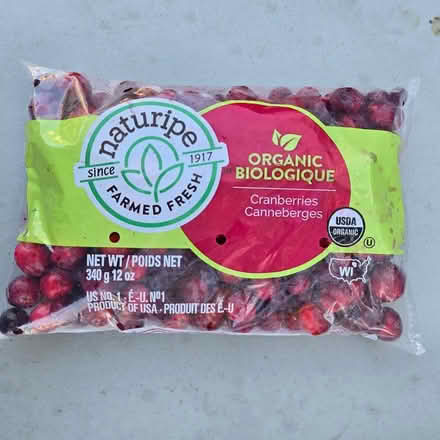 naturipe
since 1917
FARMED FRESH
ORGANIC
BIOLOGIQUE
Cranberries
Canneberges
USDA
ORGANIC
U
WI
NET WT / POIDS NET
340 g 12 oz
US NO. 1 - É.-U. Nº1
PRODUCT OF USA - PRODUIT DES É.-U